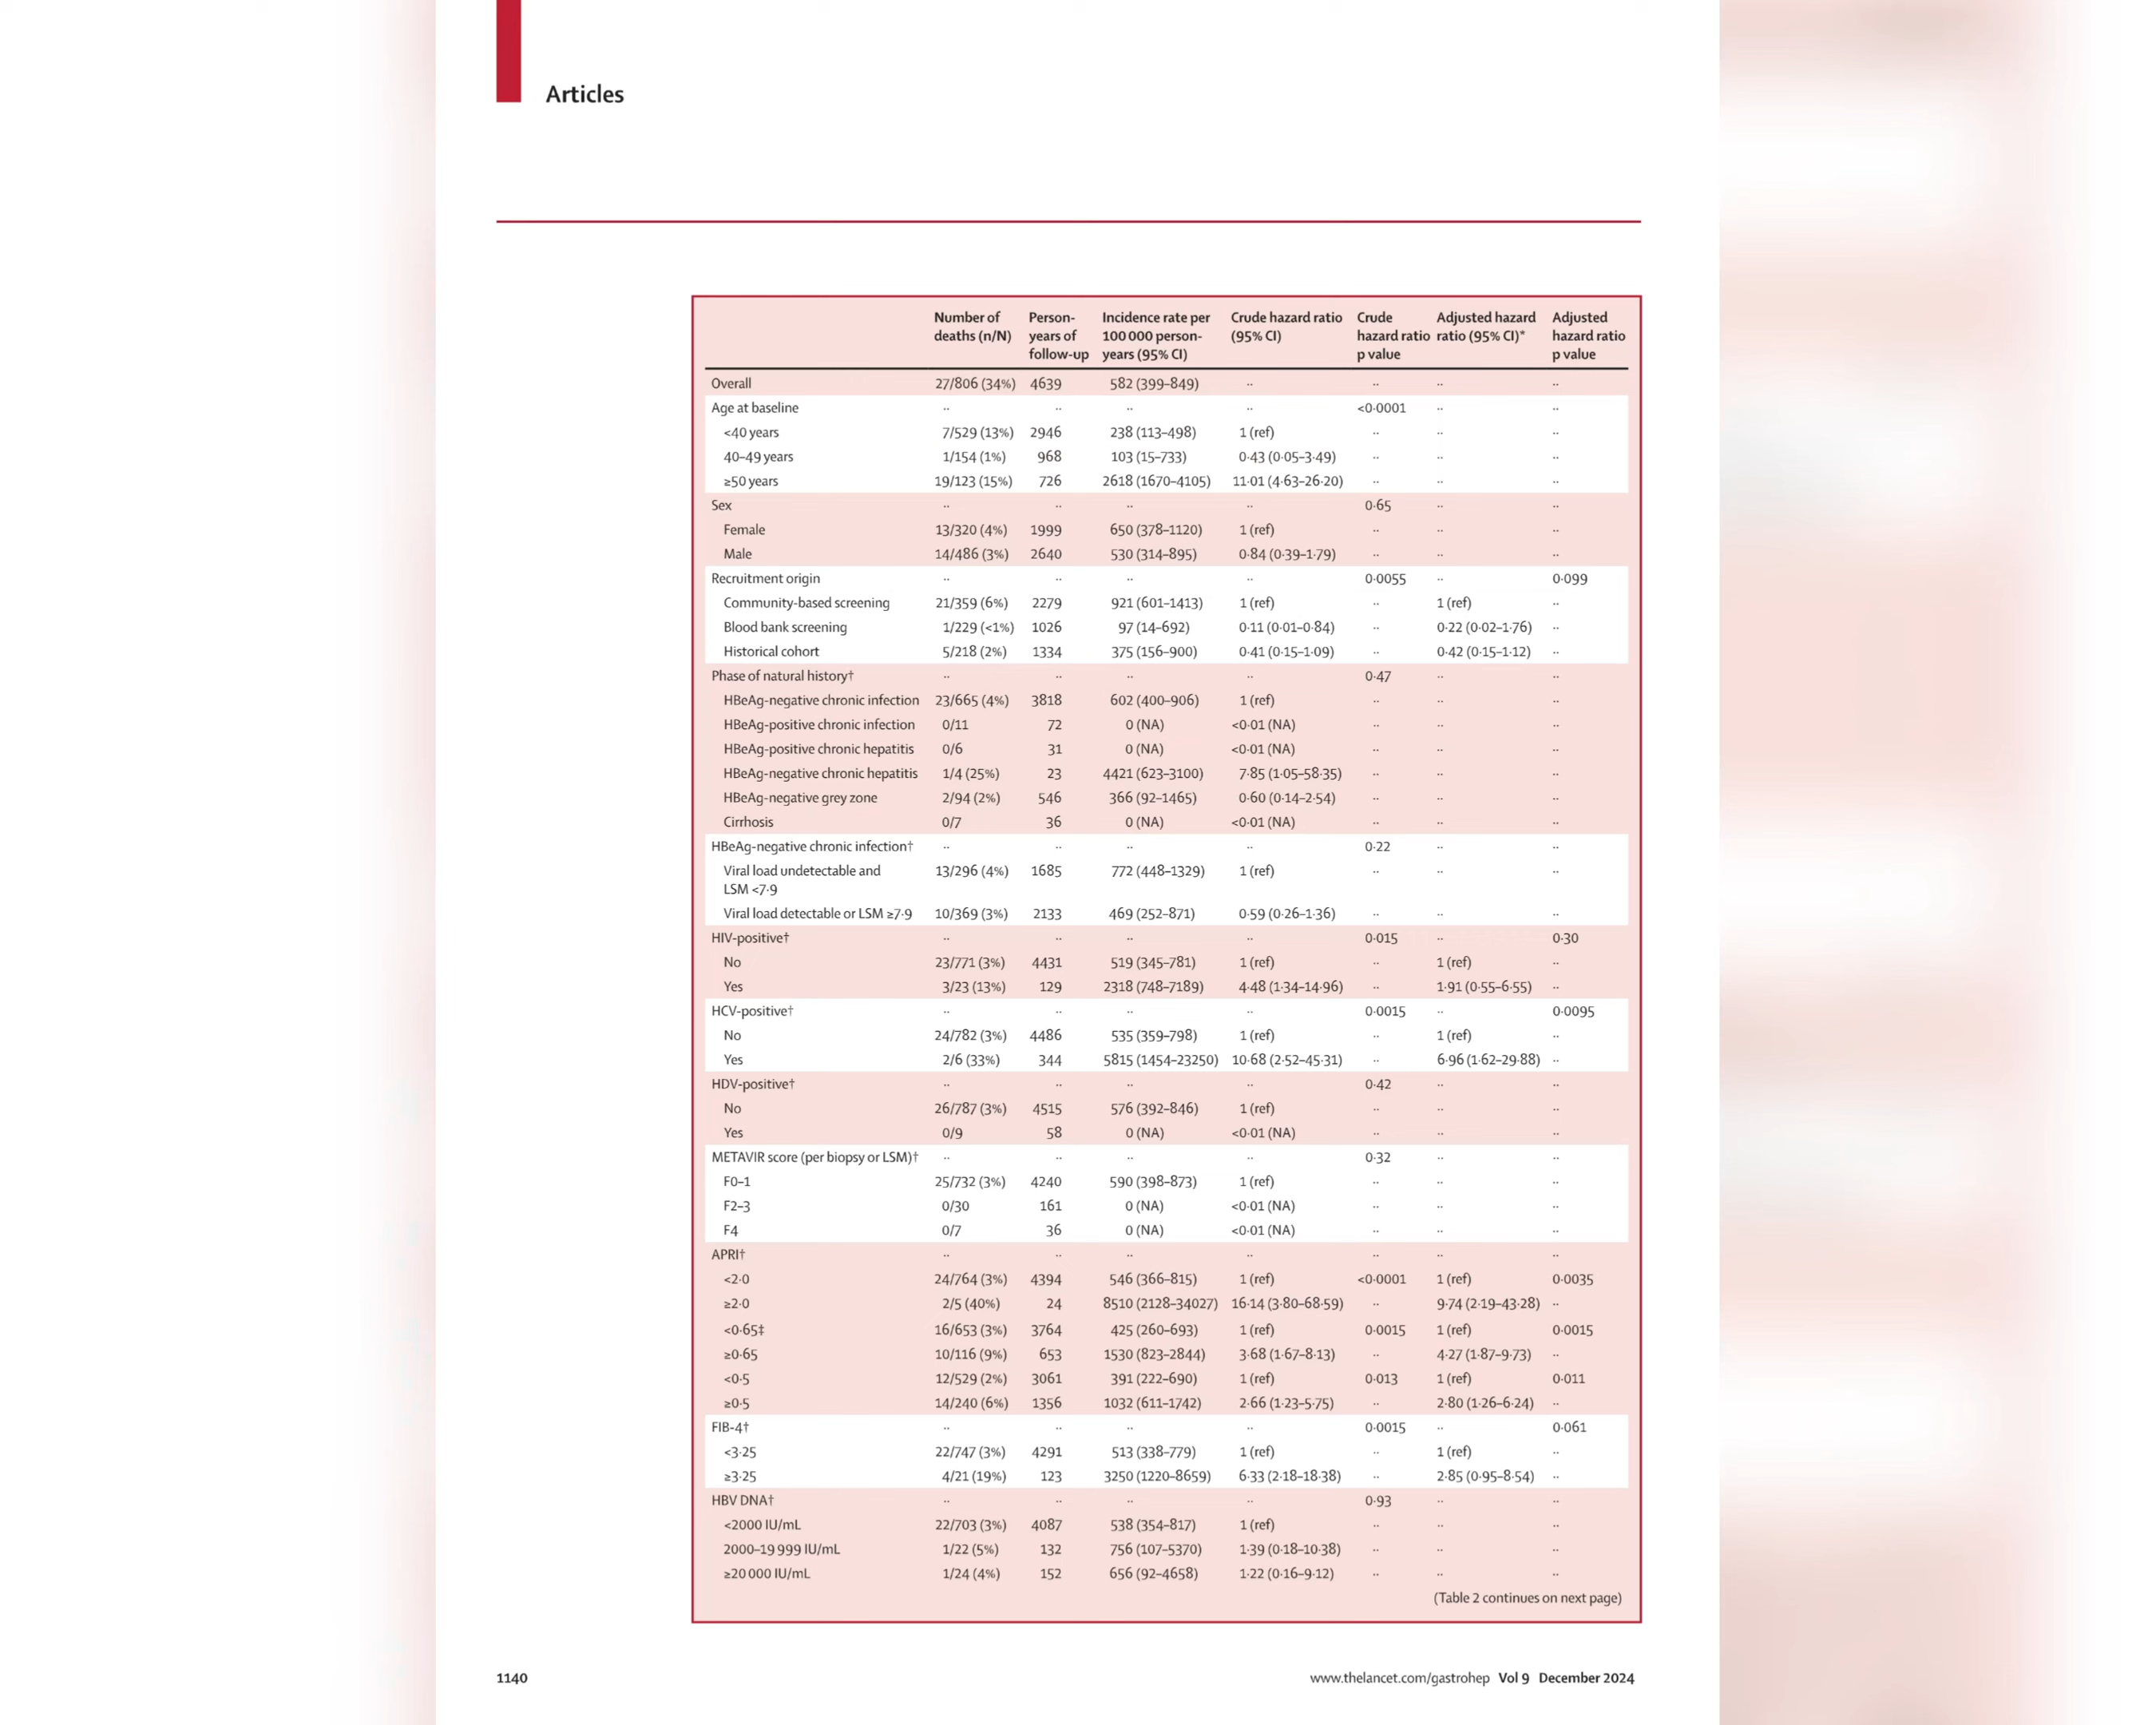 Articles
Number of deaths (n/N) Person-years of follow-up Incidence rate per 100 000 person-years (95% CI) Crude hazard ratio (95% CI) Crude hazard ratio p value Adjusted hazard ratio (95% CI)* Adjusted hazard ratio p value
Overall 27/806 (34%) 4639 582 (399–849) ·· ·· ·· ··
Age at baseline ·· ·· ·· ·· <0·0001 ·· ··
<40 years 7/529 (13%) 2946 238 (113–498) 1 (ref) ·· ·· ··
40–49 years 1/154 (1%) 968 103 (15–733) 0·43 (0·05–3·49) ·· ·· ··
≥50 years 19/123 (15%) 726 2618 (1670–4105) 11·01 (4·63–26·20) ·· ·· ··
Sex ·· ·· ·· ·· 0·65 ·· ··
Female 13/320 (4%) 1999 650 (378–1120) 1 (ref) ·· ·· ··
Male 14/486 (3%) 2640 530 (314–895) 0·84 (0·39–1·79) ·· ·· ··
Recruitment origin ·· ·· ·· ·· 0·0055 ·· 0·099
Community-based screening 21/359 (6%) 2279 921 (601–1413) 1 (ref) ·· 1 (ref) ··
Blood bank screening 1/229 (<1%) 1026 97 (14–692) 0·11 (0·01–0·84) ·· 0·22 (0·02–1·76) ··
Historical cohort 5/218 (2%) 1334 375 (156–900) 0·41 (0·15–1·09) ·· 0·42 (0·15–1·12) ··
Phase of natural history† ·· ·· ·· ·· 0·47 ·· ··
HBeAg-negative chronic infection 23/665 (4%) 3818 602 (400–906) 1 (ref) ·· ·· ··
HBeAg-positive chronic infection 0/11 72 0 (NA) <0·01 (NA) ·· ·· ··
HBeAg-positive chronic hepatitis 0/6 31 0 (NA) <0·01 (NA) ·· ·· ··
HBeAg-negative chronic hepatitis 1/4 (25%) 23 4421 (623–3100) 7·85 (1·05–58·35) ·· ·· ··
HBeAg-negative grey zone 2/94 (2%) 546 366 (92–1465) 0·60 (0·14–2·54) ·· ·· ··
Cirrhosis 0/7 36 0 (NA) <0·01 (NA) ·· ·· ··
HBeAg-negative chronic infection† ·· ·· ·· ·· 0·22 ·· ··
Viral load undetectable and 13/296 (4%) 1685 772 (448–1329) 1 (ref) ·· ·· ··
LSM <7·9
Viral load detectable or LSM ≥7·9 10/369 (3%) 2133 469 (252–871) 0·59 (0·26–1·36) ·· ·· ··
HIV-positive† ·· ·· ·· ·· 0·015 ·· 0·30
No 23/771 (3%) 4431 519 (345–781) 1 (ref) ·· 1 (ref) ··
Yes 3/23 (13%) 129 2318 (748–7189) 4·48 (1·34–14·96) ·· 1·91 (0·55–6·55) ··
HCV-positive† ·· ·· ·· ·· 0·0015 ·· 0·0095
No 24/782 (3%) 4486 535 (359–798) 1 (ref) ·· 1 (ref) ··
Yes 2/6 (33%) 344 5815 (1454–23250) 10·68 (2·52–45·31) ·· 6·96 (1·62–29·88) ··
HDV-positive† ·· ·· ·· ·· 0·42 ·· ··
No 26/787 (3%) 4515 576 (392–846) 1 (ref) ·· ·· ··
Yes 0/9 58 0 (NA) <0·01 (NA) ·· ·· ··
METAVIR score (per biopsy or LSM)† ·· ·· ·· ·· 0·32 ·· ··
F0–1 25/732 (3%) 4240 590 (398–873) 1 (ref) ·· ·· ··
F2–3 0/30 161 0 (NA) <0·01 (NA) ·· ·· ··
F4 0/7 36 0 (NA) <0·01 (NA) ·· ·· ··
APRI† ·· ·· ·· ·· ·· ·· ··
<2·0 24/764 (3%) 4394 546 (366–815) 1 (ref) <0·0001 1 (ref) 0·0035
≥2·0 2/5 (40%) 24 8510 (2128–34027) 16·14 (3·80–68·59) ·· 9·74 (2·19–43·28) ··
<0·65‡ 16/653 (3%) 3764 425 (260–693) 1 (ref) 0·0015 1 (ref) 0·0015
≥0·65 10/116 (9%) 653 1530 (823–2844) 3·68 (1·67–8·13) ·· 4·27 (1·87–9·73) ··
<0·5 12/529 (2%) 3061 391 (222–690) 1 (ref) 0·013 1 (ref) 0·011
≥0·5 14/240 (6%) 1356 1032 (611–1742) 2·66 (1·23–5·75) ·· 2·80 (1·26–6·24) ··
FIB-4† ·· ·· ·· ·· 0·0015 ·· 0·061
<3·25 22/747 (3%) 4291 513 (338–779) 1 (ref) ·· 1 (ref) ··
≥3·25 4/21 (19%) 123 3250 (1220–8659) 6·33 (2·18–18·38) ·· 2·85 (0·95–8·54) ··
HBV DNA† ·· ·· ·· ·· 0·93 ·· ··
<2000 IU/mL 22/703 (3%) 4087 538 (354–817) 1 (ref) ·· ·· ··
2000–19 999 IU/mL 1/22 (5%) 132 756 (107–5370) 1·39 (0·18–10·38) ·· ·· ··
≥20 000 IU/mL 1/24 (4%) 152 656 (92–4658) 1·22 (0·16–9·12) ·· ·· ··
(Table 2 continues on next page)
1140 www.thelancet.com/gastrohep Vol 9 December 2024